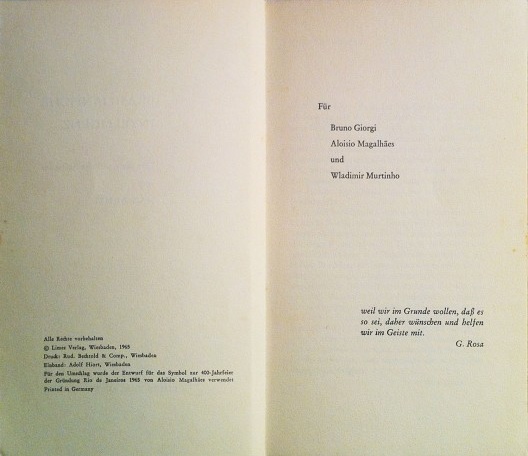 Alle Rechte vorbehalten
© Limes Verlag, Wiesbaden, 1965
Druck: Rud. Bechtold & Comp., Wiesbaden
Einband: Adolf Hiort, Wiesbaden
Für den Umschlag wurde der Entwurf für das Symbol zur 400-Jahrfeier
der Gründung Rio de Janeiros 1965 von Aloisio Magalhães verwendet
Printed in Germany
Für
Bruno Giorgi
Aloisio Magalhães
und
Wladimir Murtinho
weil wir im Grunde wollen, daß es
so sei, daher wünschen und helfen
wir im Geiste mit.
G. Rosa